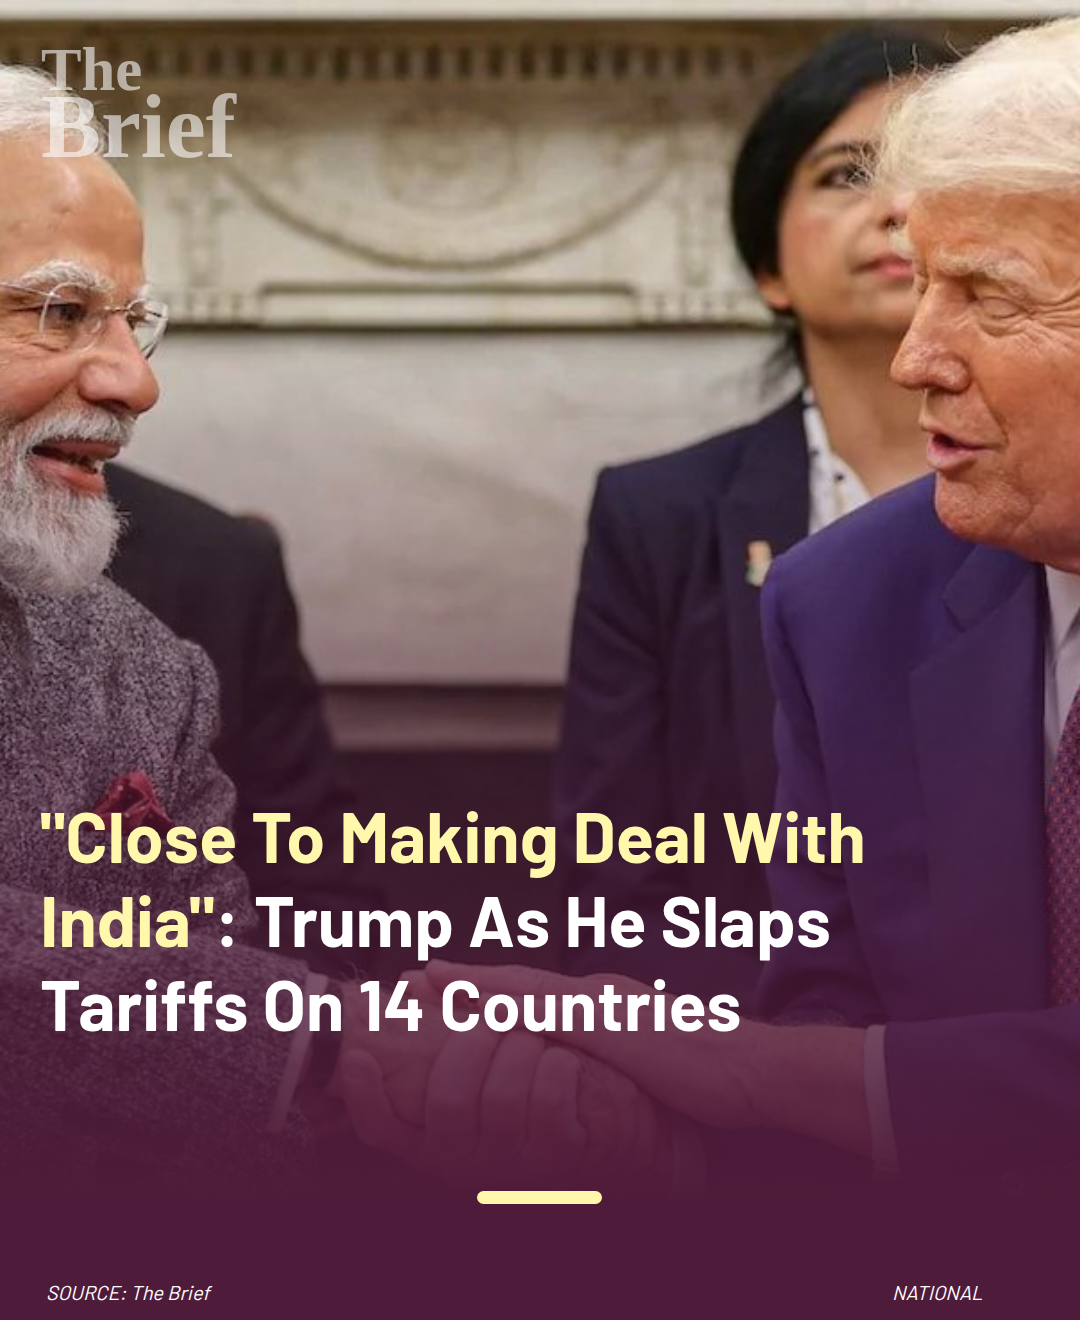 The
Brief
"Close To Making Deal With
India": Trump As He Slaps
Tariffs On 14 Countries
SOURCE: The Brief
NATIONAL